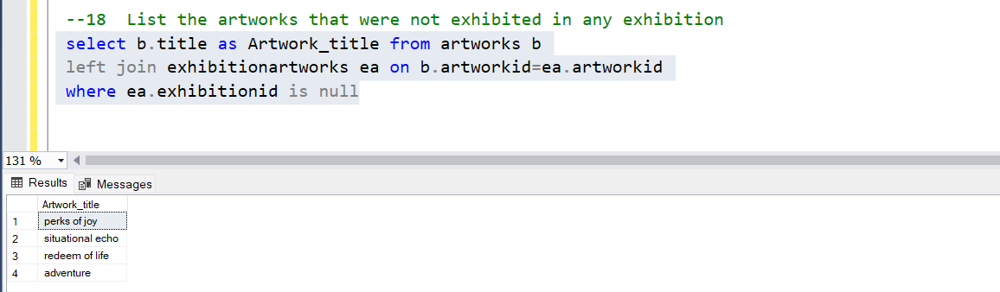 --18  List the artworks that were not exhibited in any exhibition
select b.title as Artwork_title from artworks b
left join exhibitionartworks ea on b.artworkid=ea.artworkid
where ea.exhibitionid is null
131 %
Results Messages
Artwork_title
1 perks of joy
2 situational echo
3 redeem of life
4 adventure